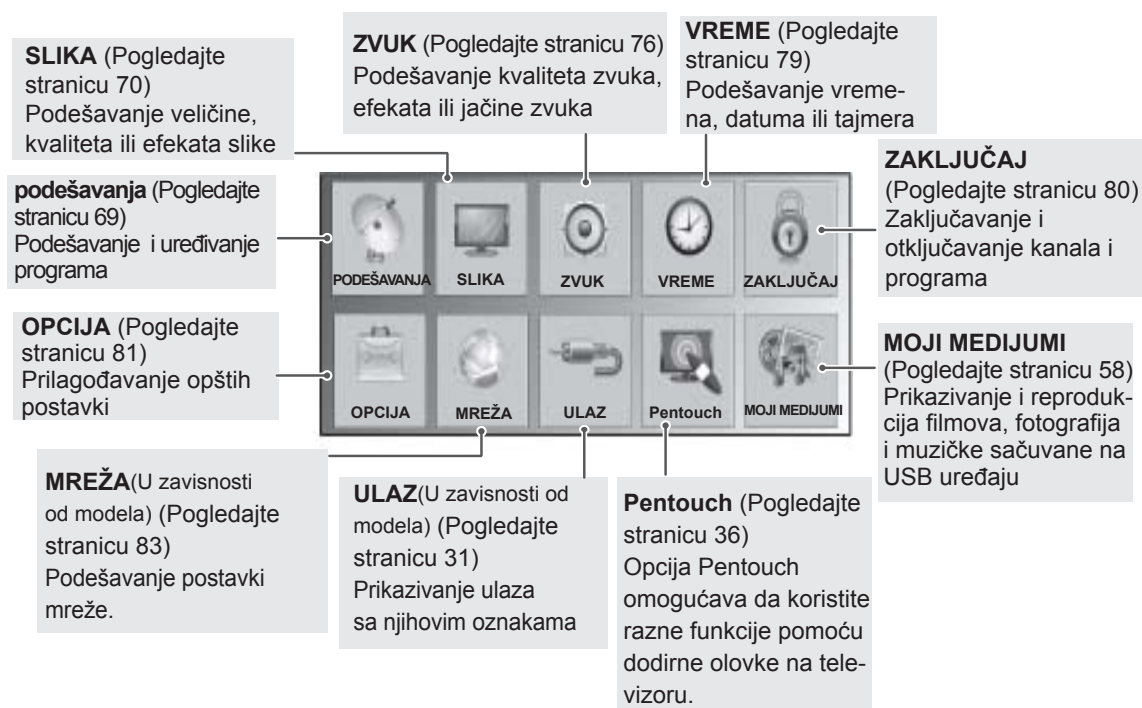 SLIKA (Pogledajte
stranicu 70)
Podešavanje veličine,
kvaliteta ili efekata slike
ZVUK (Pogledajte stranicu 76)
Podešavanje kvaliteta zvuka,
efekata ili jačine zvuka
VREME (Pogledajte
stranicu 79)
Podešavanje vreme-
na, datuma ili tajmera
podešavanja (Pogledajte
stranicu 69)
Podešavanje i uređivanje
programa
ZAKLJUČAJ
(Pogledajte stranicu 80)
Zaključavanje i
otključavanje kanala i
programa
PODEŠAVANJA SLIKA ZVUK VREME ZAKLJUČAJ
OPCIJA (Pogledajte
stranicu 81)
Prilagođavanje opštih
postavki
OPCIJA MREŽA ULAZ Pentouch MOJI MEDIJUMI
MOJI MEDIJUMI
(Pogledajte stranicu 58)
Prikazivanje i reproduk-
cija filmova, fotografija
i muzičke sačuvane na
USB uređaju
MREŽA(U zavisnosti
od modela) (Pogledajte
stranicu 83)
Podešavanje postavki
mreže.
ULAZ(U zavisnosti od
modela) (Pogledajte
stranicu 31)
Prikazivanje ulaza
sa njihovim oznakama
Pentouch (Pogledajte
stranicu 36)
Opcija Pentouch
omogućava da koristite
razne funkcije pomoću
dodirne olovke na tele-
vizoru.